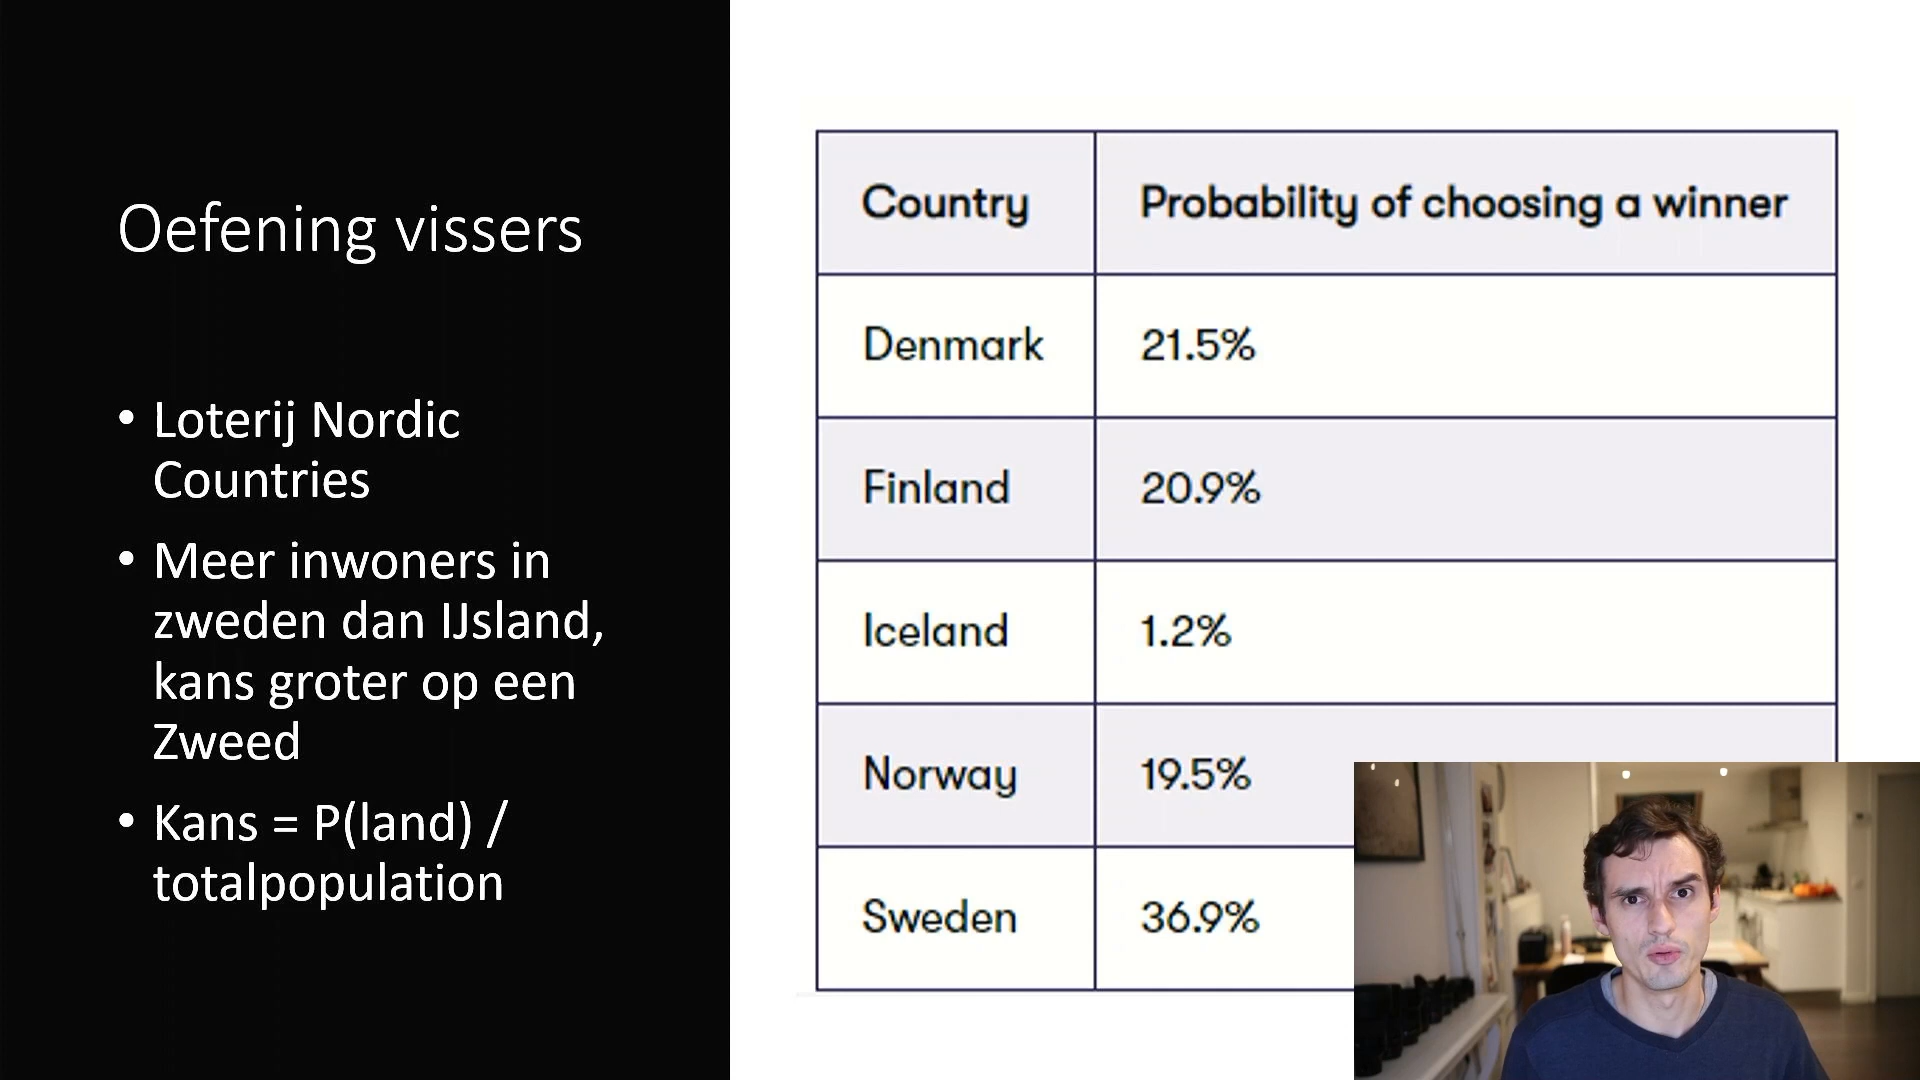 Oefening vissers
• Loterij Nordic
Countries
• Meer inwoners in
zweden dan IJsland,
kans groter op een
Zweed
• Kans = P(land) /
totalpopulation
Country Probability of choosing a winner
Denmark 21.5%
Finland 20.9%
Iceland 1.2%
Norway 19.5%
Sweden 36.9%